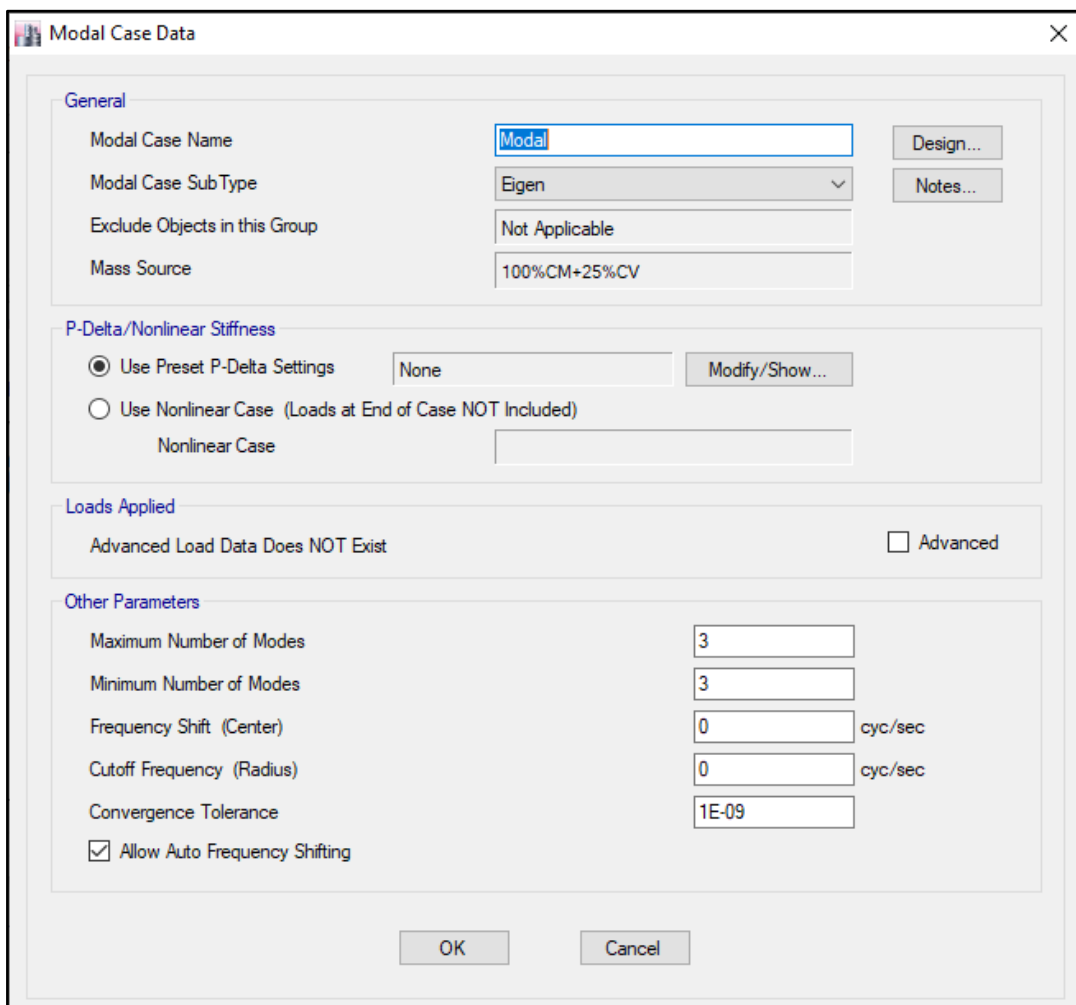 Modal Case Data
General
Modal Case Name Modal Design...
Modal Case SubType Eigen Notes...
Exclude Objects in this Group Not Applicable
Mass Source 100%CM+25%CV
P-Delta/Nonlinear Stiffness
Use Preset P-Delta Settings None Modify/Show...
Use Nonlinear Case (Loads at End of Case NOT Included)
Nonlinear Case
Loads Applied
Advanced Load Data Does NOT Exist Advanced
Other Parameters
Maximum Number of Modes 3
Minimum Number of Modes 3
Frequency Shift (Center) 0 cyc/sec
Cutoff Frequency (Radius) 0 cyc/sec
Convergence Tolerance 1E-09
Allow Auto Frequency Shifting
OK Cancel